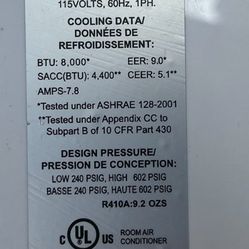 115VOLTS, 60Hz, 1PH.
COOLING DATA/
DONNÉES DE
REFROIDISSEMENT:
BTU: 8,000* EER: 9.0*
SACC(BTU): 4,400** CEER: 5.1**
AMPS-7.8
*Tested under ASHRAE 128-2001
**Tested under Appendix CC to
Subpart B of 10 CFR Part 430
DESIGN PRESSURE/
PRESSION DE CONCEPTION:
LOW 240 PSIG, HIGH 602 PSIG
BASSE 240 PSIG, HAUTE 602 PSIG
R410A:9.2 OZS
C UL US
ROOM AIR
CONDITIONER